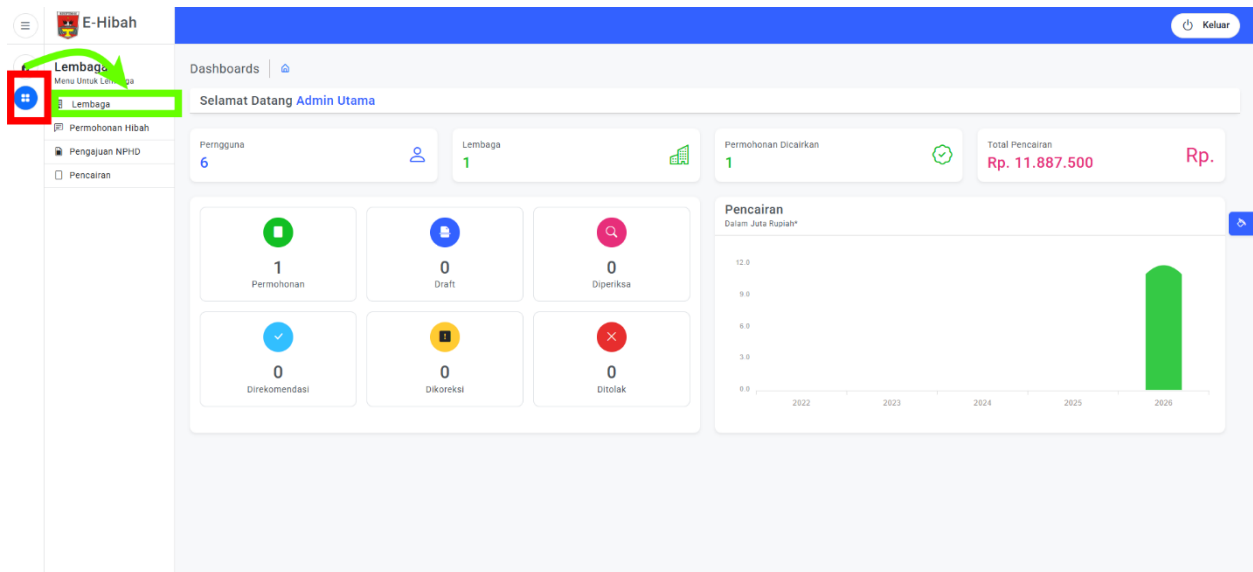 E-Hibah
Keluar
Lembaga
Menu Untuk Lembaga
Lembaga
Permohonan Hibah
Pengajuan NPHD
Pencairan
Dashboards
Selamat Datang Admin Utama
Perngguna
6
Lembaga
1
Permohonan Dicairkan
1
Total Pencairan
Rp. 11.887.500
Rp.
1
Permohonan
0
Draft
0
Diperiksa
0
Direkomendasi
0
Dikoreksi
0
Ditolak
Pencairan
Dalam Juta Rupiah*
12.0
9.0
6.0
3.0
0.0
2022 2023 2024 2025 2026